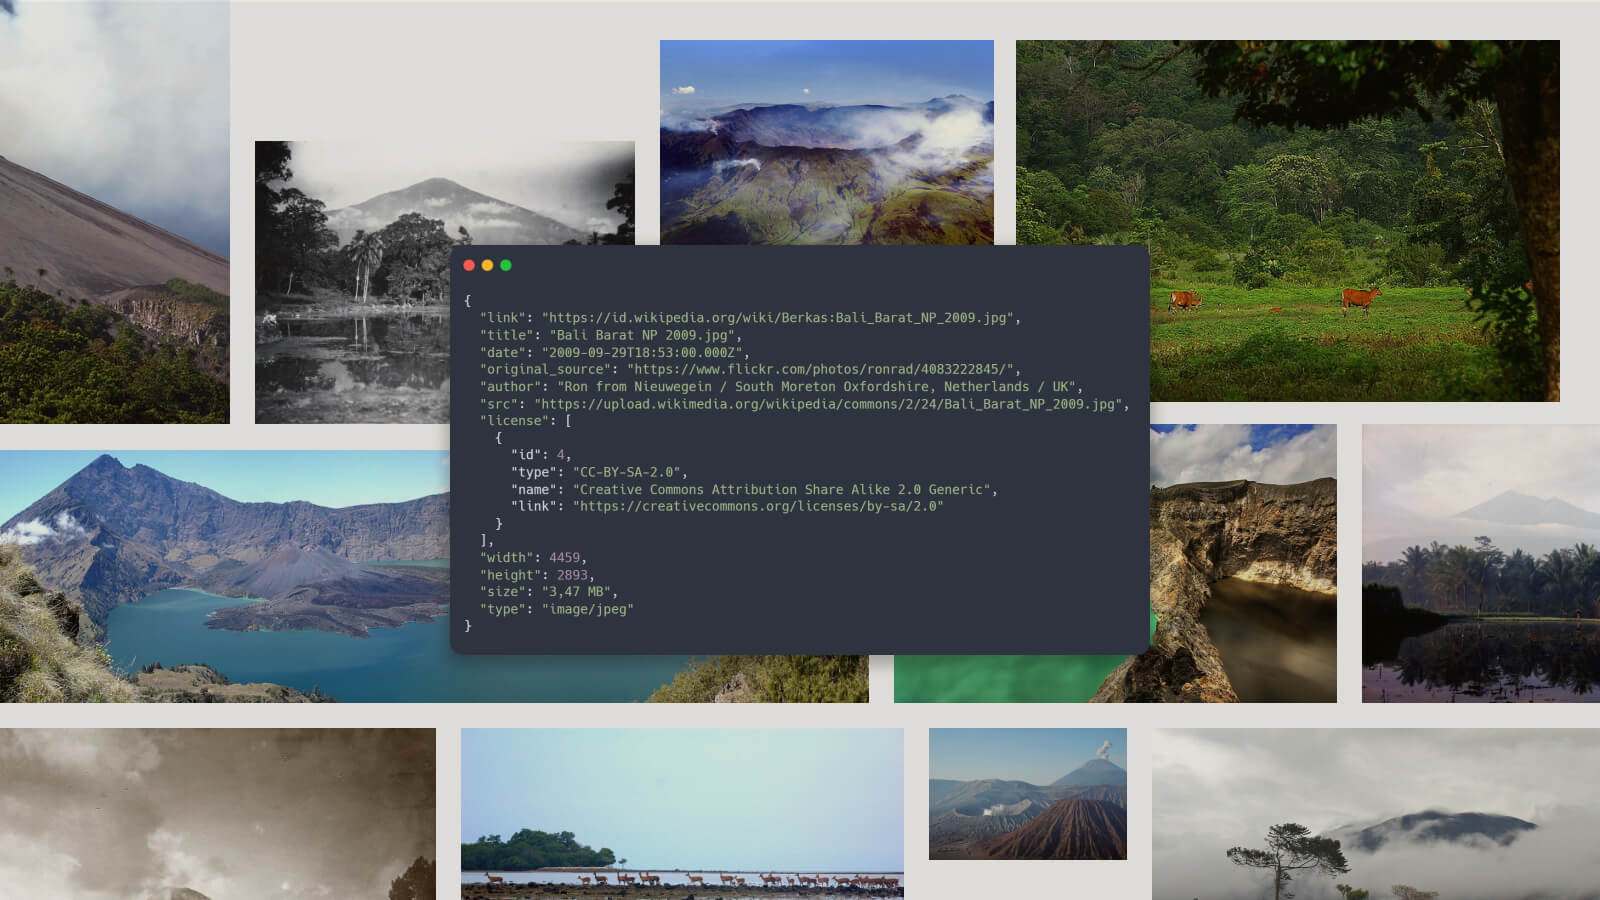 {
"link": "https://id.wikipedia.org/wiki/Berkas:Bali_Barat_NP_2009.jpg",
"title": "Bali Barat NP 2009.jpg",
"date": "2009-09-29T18:53:00.000Z",
"original_source": "https://www.flickr.com/photos/ronrad/4083222845/",
"author": "Ron from Nieuwegein / South Moreton Oxfordshire, Netherlands / UK",
"src": "https://upload.wikimedia.org/wikipedia/commons/2/24/Bali_Barat_NP_2009.jpg",
"license": [
{
"id": 4,
"type": "CC-BY-SA-2.0",
"name": "Creative Commons Attribution Share Alike 2.0 Generic",
"link": "https://creativecommons.org/licenses/by-sa/2.0"
}
],
"width": 4459,
"height": 2893,
"size": "3,47 MB",
"type": "image/jpeg"
}